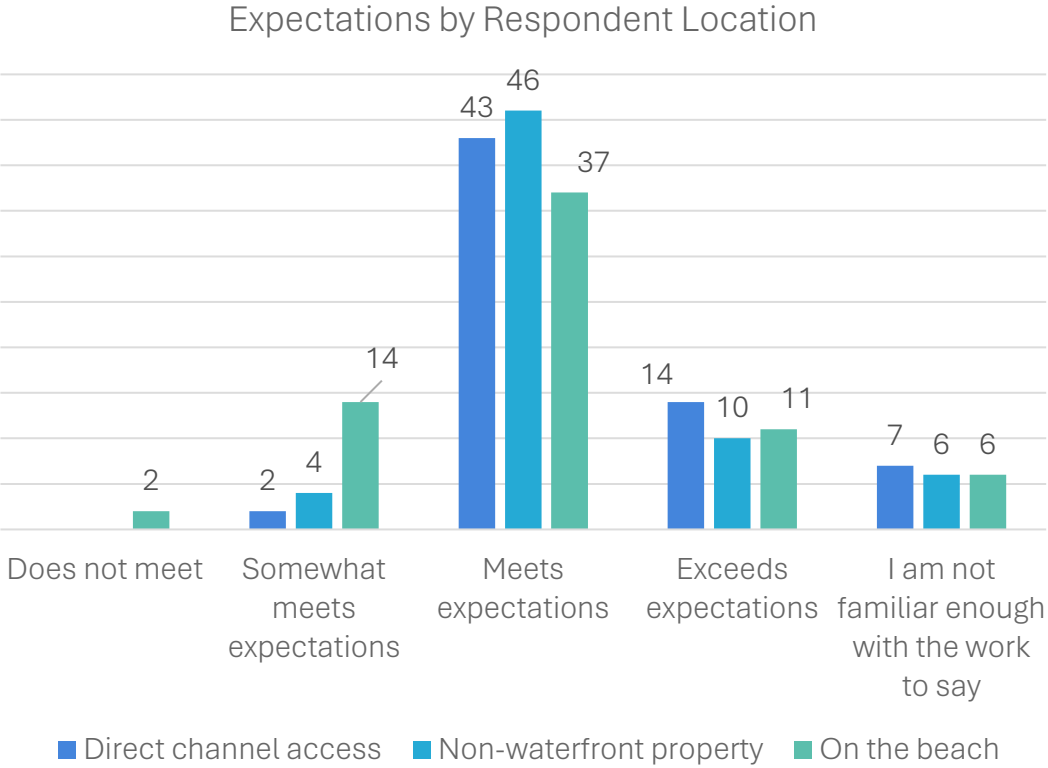 Expectations by Respondent Location
43 46 37
14
14 10 11
2 2 4 7 6 6
Does not meet
Somewhat
meets
expectations
Meets
expectations
Exceeds
expectations
I am not
familiar enough
with the work
to say
Direct channel access Non-waterfront property On the beach